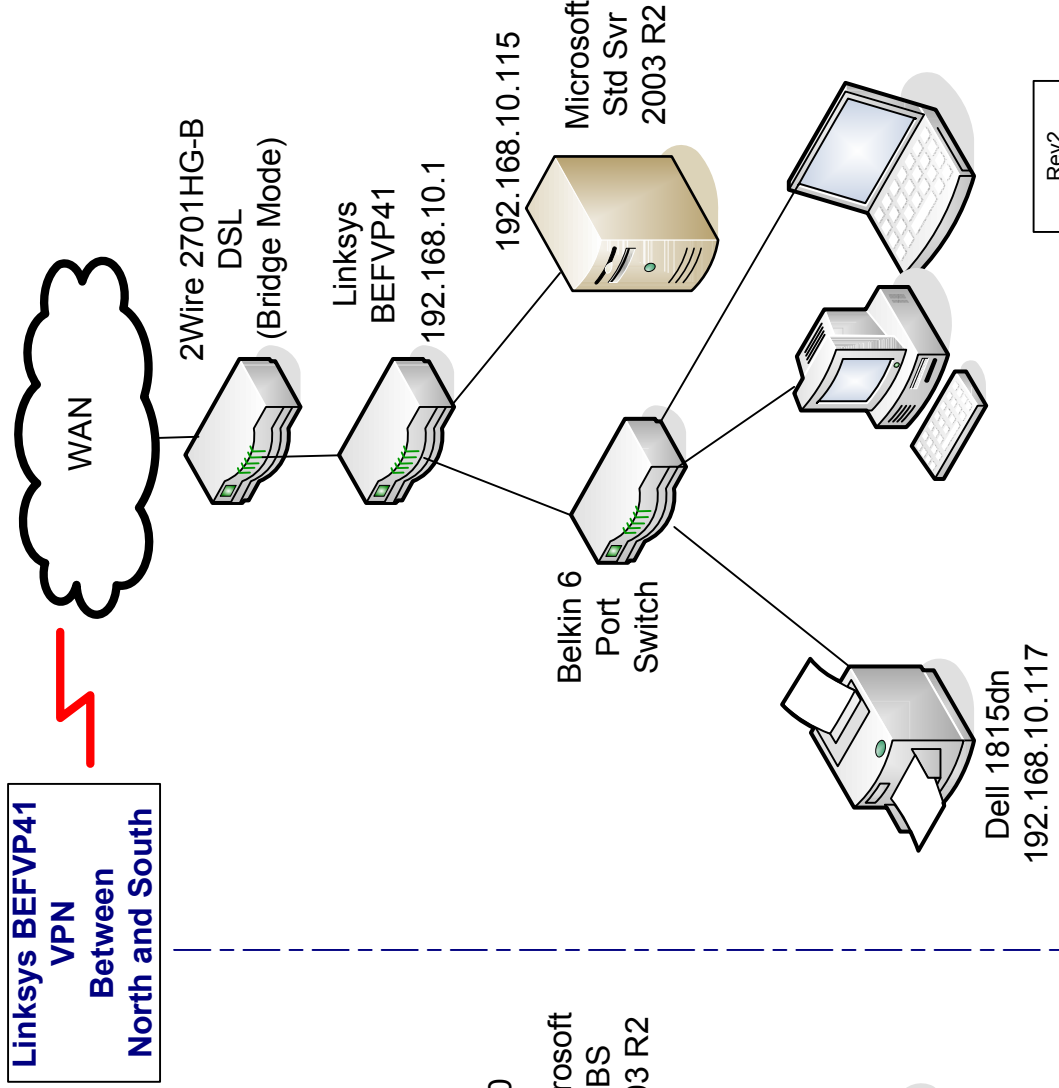 Linksys BEFVP41
VPN
Between
North and South
WAN
2Wire 2701HG-B
DSL
(Bridge Mode)
Linksys
BEFVP41
192.168.10.1
192.168.10.115
Microsoft
Std Svr
2003 R2
Belkin 6
Port
Switch
Dell 1815dn
192.168.10.117
Rev2
0
rosoft
BS
03 R2